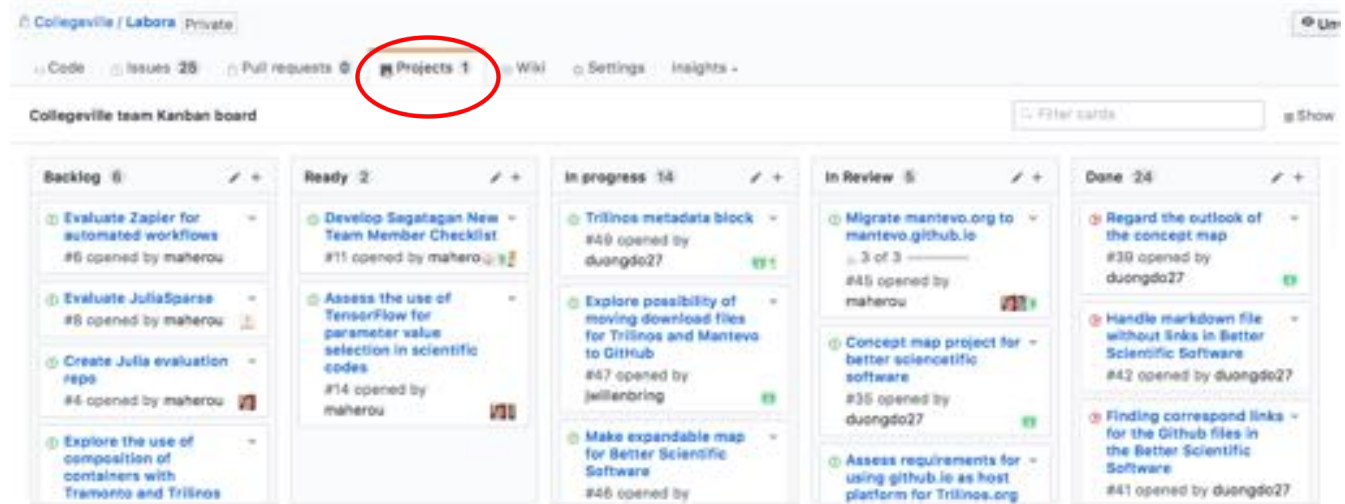 Collegeville / Labora Private
Code Issues 25 Pull requests 0 Projects 1 Wiki Settings Insights
Collegeville team Kanban board
Filter cards
Show
Backlog 6
Evaluate Zapier for
automated workflows
#6 opened by maherou
Evaluate JuliaSparse
#8 opened by maherou
Create Julia evaluation
repo
#4 opened by maherou
Explore the use of
composition of
containers with
Tramonto and Trilinos
Ready 2
Develop Sagatagan New
Team Member Checklist
#11 opened by mahero
Assess the use of
TensorFlow for
parameter value
selection in scientific
codes
#14 opened by
maherou
In progress 14
Trilinos metadata block
#49 opened by
duongdo27
Explore possibility of
moving download files
for Trilinos and Mantevo
to GitHub
#47 opened by
jwillenbring
Make expandable map
for Better Scientific
Software
#46 opened by
In Review 5
Migrate mantevo.org to
mantevo.github.io
3 of 3
#45 opened by
maherou
Concept map project for
better sciencetific
software
#35 opened by
duongdo27
Assess requirements for
using github.io as host
platform for Trilinos.org
Done 24
Regard the outlook of
the concept map
#39 opened by
duongdo27
Handle markdown file
without links in Better
Scientific Software
#42 opened by duongdo27
Finding correspond links
for the Github files in
the Better Scientific
Software
#41 opened by duongdo27